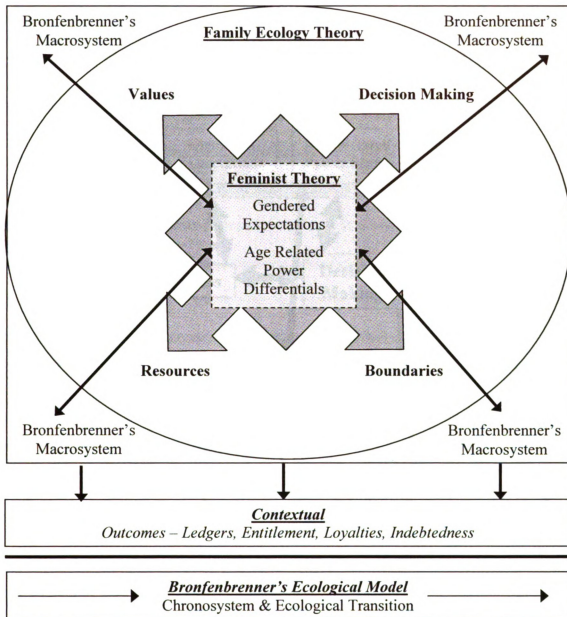 Bronfenbrenner's
Macrosystem
Family Ecology Theory
Bronfenbrenner's
Macrosystem
Values
Decision Making
Feminist Theory
Gendered
Expectations
Age Related
Power
Differentials
Resources
Boundaries
Bronfenbrenner's
Macrosystem
Bronfenbrenner's
Macrosystem
Contextual
Outcomes – Ledgers, Entitlement, Loyalties, Indebtedness
Bronfenbrenner's Ecological Model
Chronosystem & Ecological Transition